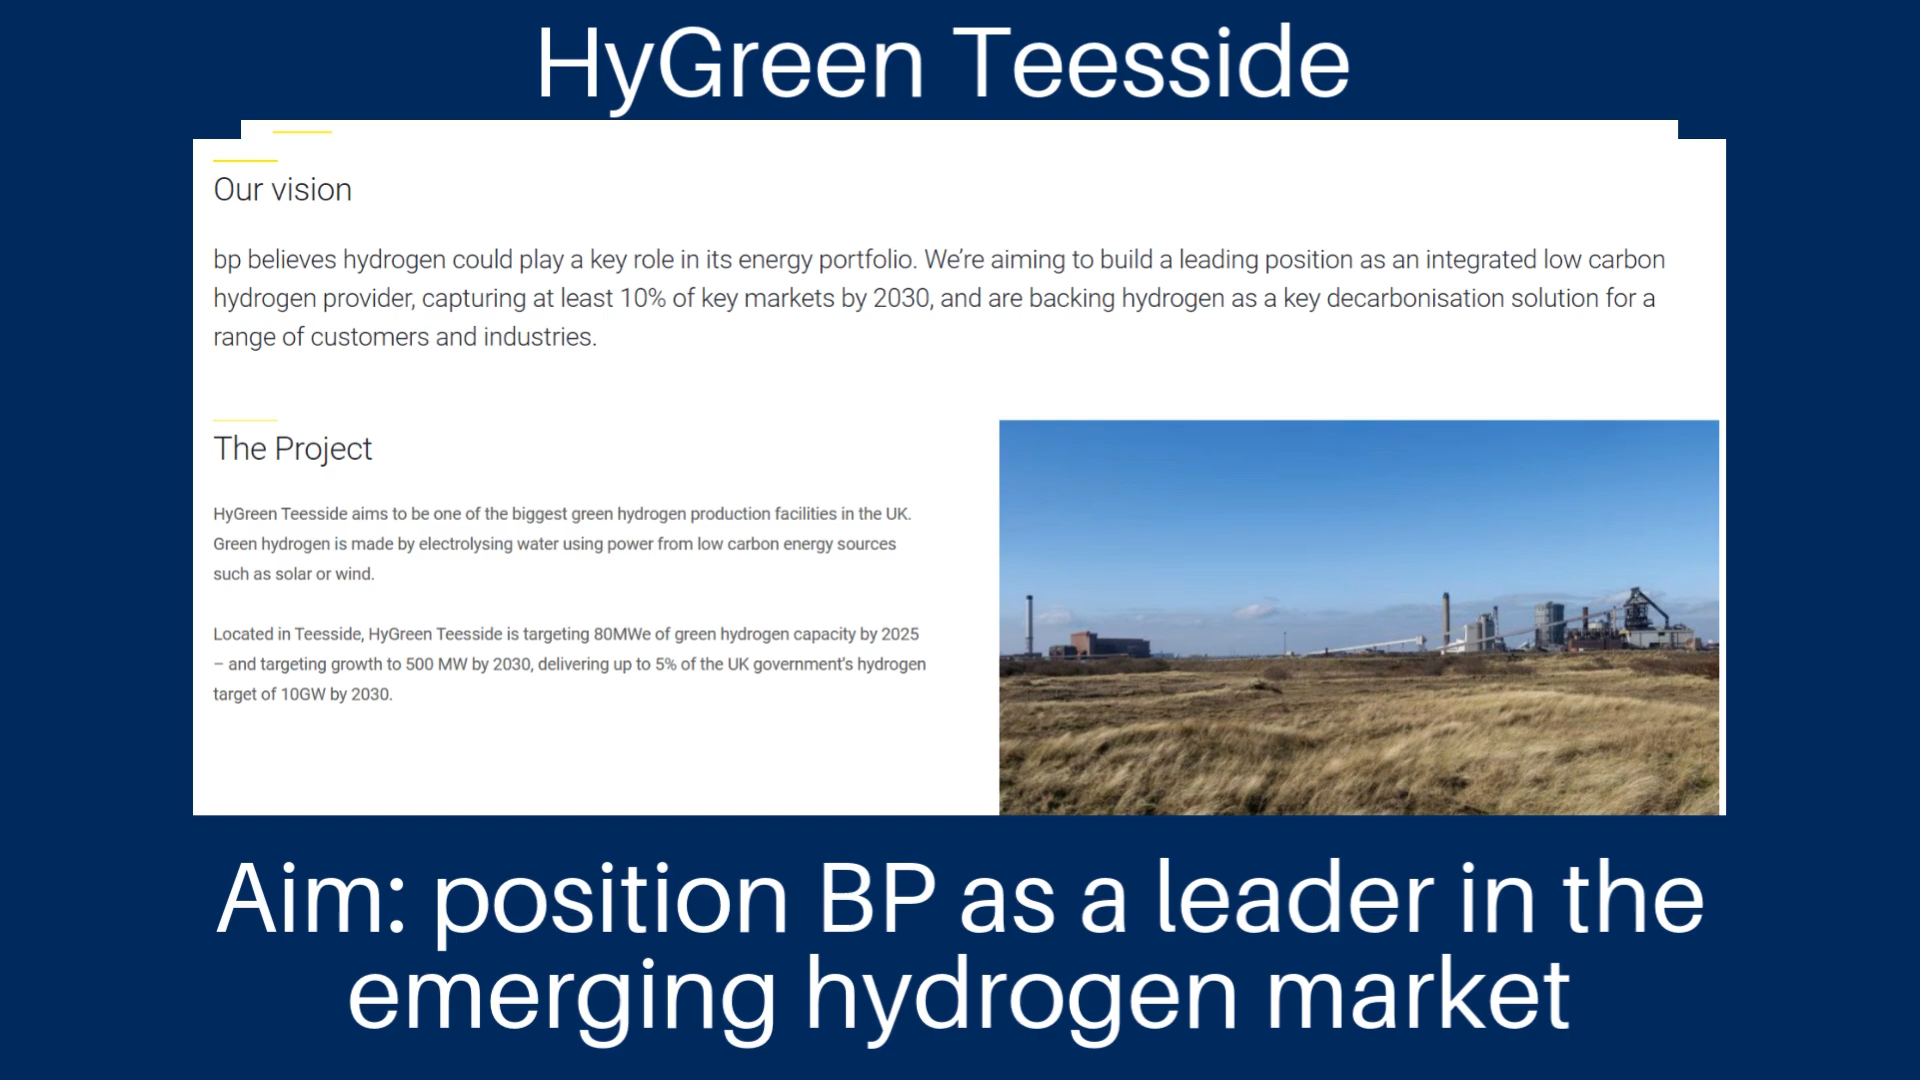 HyGreen Teesside
Our vision
bp believes hydrogen could play a key role in its energy portfolio. We’re aiming to build a leading position as an integrated low carbon
hydrogen provider, capturing at least 10% of key markets by 2030, and are backing hydrogen as a key decarbonisation solution for a
range of customers and industries.
The Project
HyGreen Teesside aims to be one of the biggest green hydrogen production facilities in the UK.
Green hydrogen is made by electrolysing water using power from low carbon energy sources
such as solar or wind.
Located in Teesside, HyGreen Teesside is targeting 80MWe of green hydrogen capacity by 2025
– and targeting growth to 500 MW by 2030, delivering up to 5% of the UK government's hydrogen
target of 10GW by 2030.
Aim: position BP as a leader in the
emerging hydrogen market